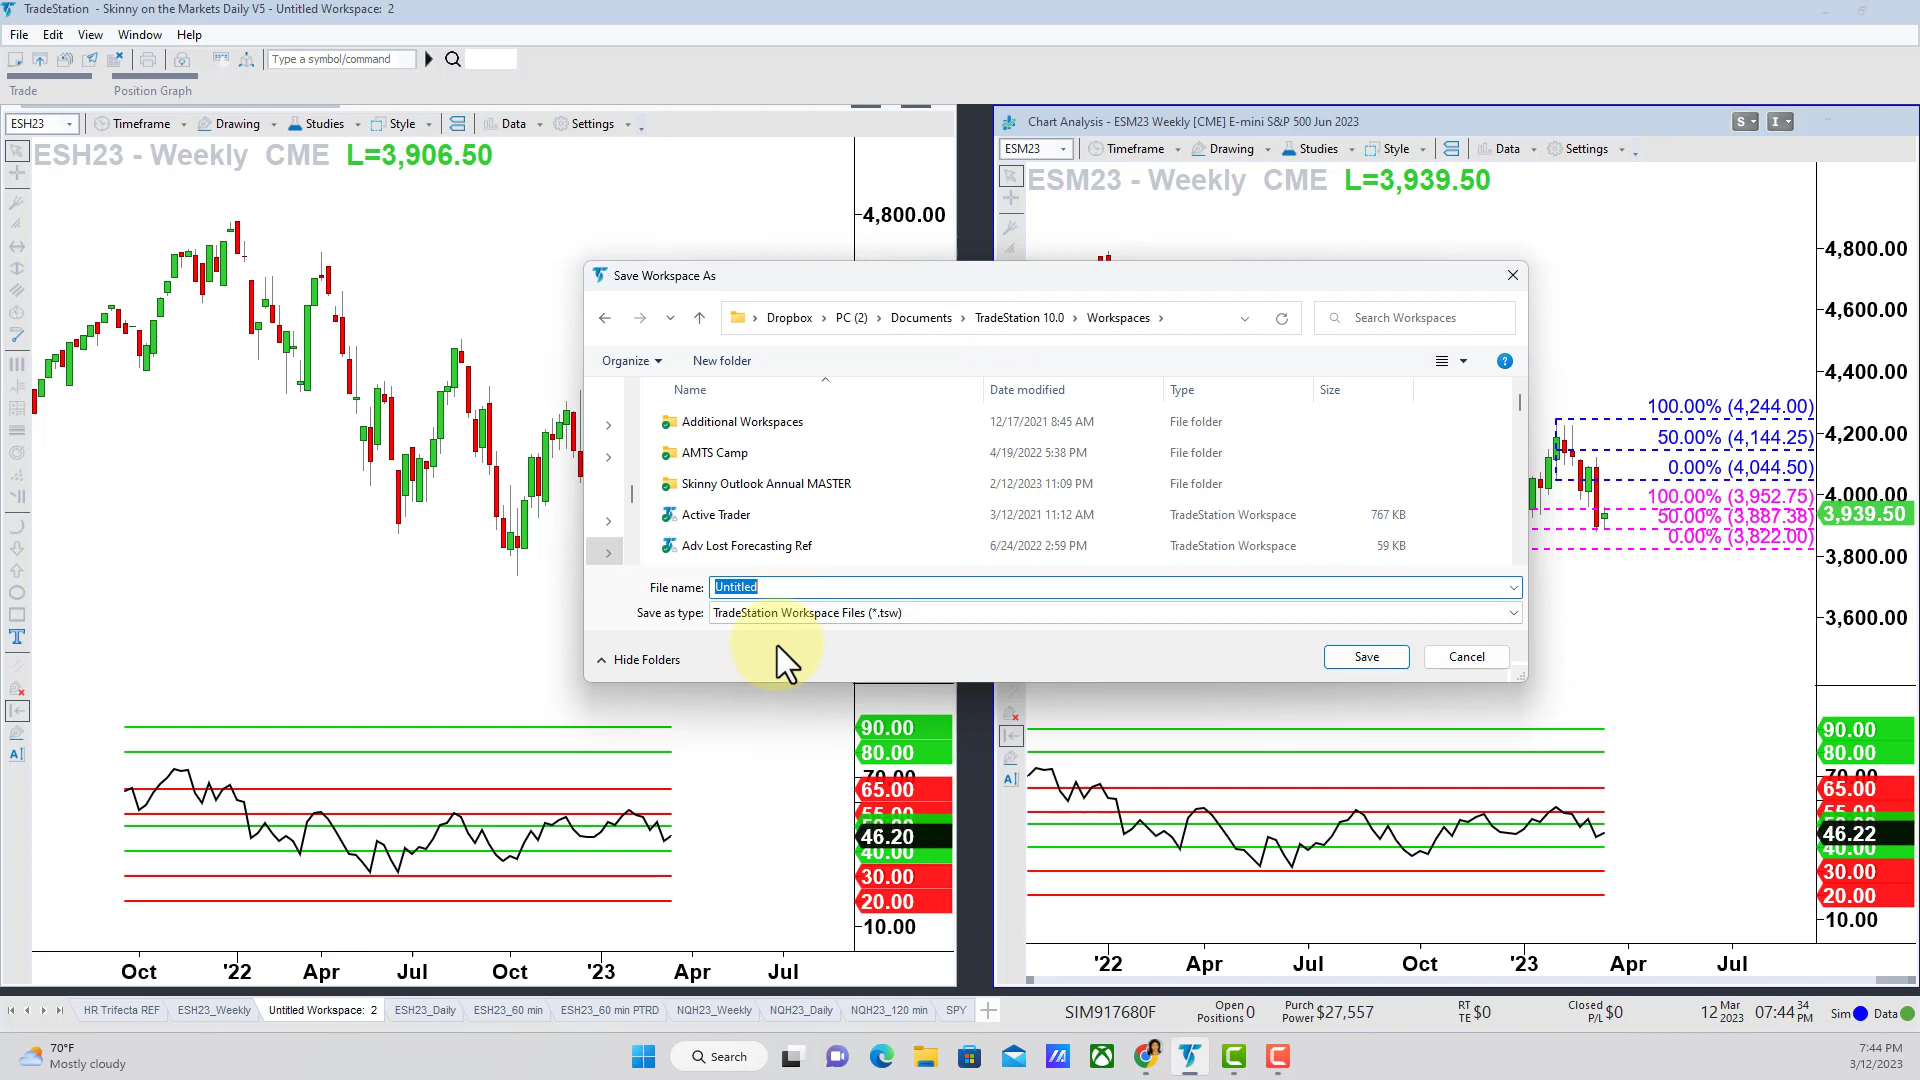 TradeStation - Skinny on the Markets Daily V5 - Untitled Workspace: 2
File Edit View Window Help
Type a symbol/command
Trade Position Graph
ESH23 Timeframe Drawing Studies Style Data Settings
ESH23 - Weekly CME L=3,906.50
4,800.00
Chart Analysis - ESM23 Weekly [CME] E-mini S&P 500 Jun 2023
S I
ESM23 Timeframe Drawing Studies Style Data Settings
ESM23 - Weekly CME L=3,939.50
4,800.00
4,600.00
4,400.00
4,200.00
4,000.00
3,939.50
3,800.00
3,600.00
100.00% (4,244.00)
50.00% (4,144.25)
0.00% (4,044.50)
100.00% (3,952.75)
50.00% (3,887.38)
0.00% (3,822.00)
Save Workspace As
Dropbox PC (2) Documents TradeStation 10.0 Workspaces
Search Workspaces
Organize New folder
Name Date modified Type Size
Additional Workspaces 12/17/2021 8:45 AM File folder
AMTS Camp 4/19/2022 5:38 PM File folder
Skinny Outlook Annual MASTER 2/12/2023 11:09 PM File folder
Active Trader 3/12/2021 11:12 AM TradeStation Workspace 767 KB
Adv Lost Forecasting Ref 6/24/2022 2:59 PM TradeStation Workspace 59 KB
File name: Untitled
Save as type: TradeStation Workspace Files (*.tsw)
Hide Folders Save Cancel
90.00
80.00
70.00
65.00
55.00
46.20
40.00
30.00
20.00
10.00
Oct '22 Apr Jul Oct '23 Apr Jul
90.00
80.00
70.00
65.00
55.00
46.22
40.00
30.00
20.00
10.00
'22 Apr Jul Oct '23 Apr Jul
HR Trifecta REF ESH23_Weekly Untitled Workspace: 2 ESH23_Daily ESH23_60 min ESH23_60 min PTRD NQH23_Weekly NQH23_Daily NQH23_120 min SPY
SIM917680F Open Positions 0 Purch Power $27,557 RT TE $0 Closed P/L $0 12 Mar 2023 07:44 34 PM Sim Data
70°F
Mostly cloudy
Search
7:44 PM
3/12/2023